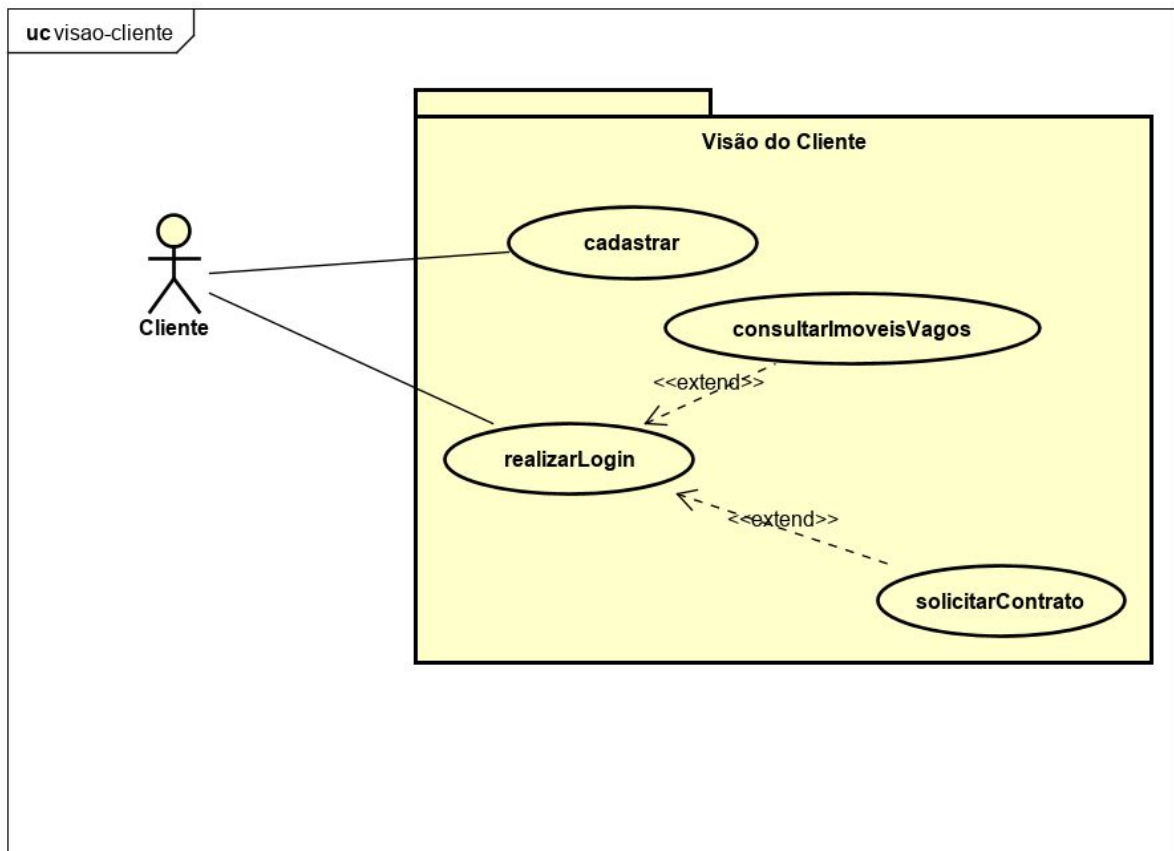 uc visao-cliente
Visão do Cliente
cadastrar
Cliente
consultarImoveisVagos
<<extend>>
realizarLogin
<<extend>>
solicitarContrato